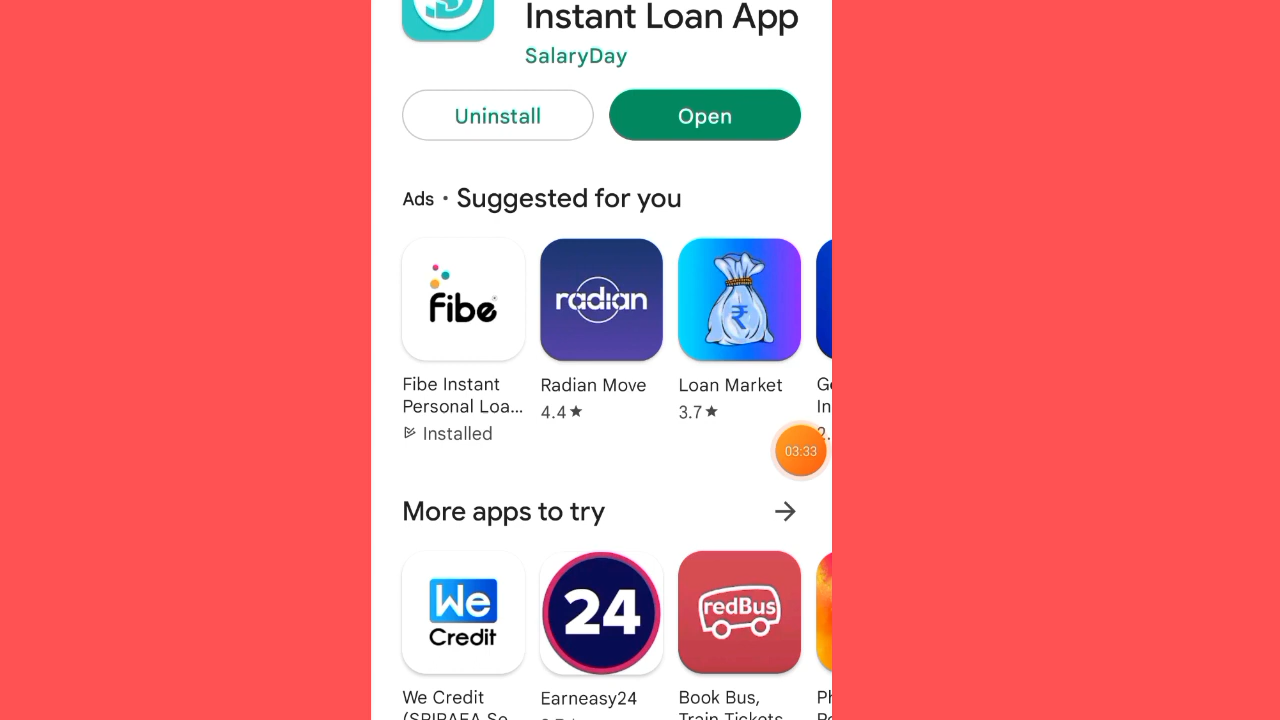 Instant Loan App
SalaryDay
Uninstall
Open
Ads • Suggested for you
Fibe
radian
₹
Fibe Instant
Personal Loa...
Installed
Radian Move
4.4★
Loan Market
3.7★
03:33
More apps to try
We
Credit
24
redBus
We Credit
Earneasy24
Book Bus,
Train Tickets